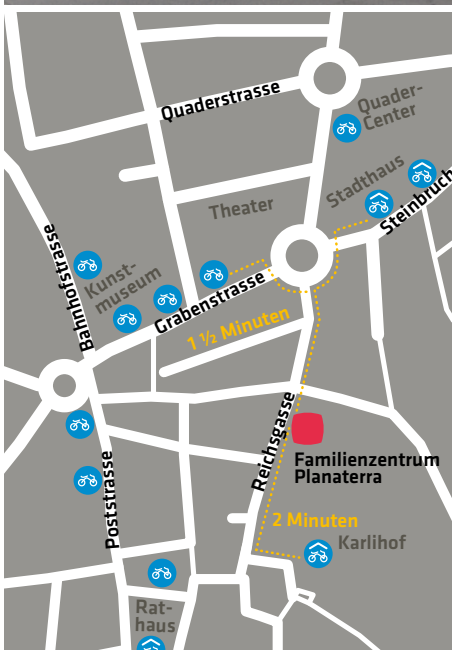 Quaderstrasse
Quader-
Center
Stadthaus
Steinbruch
Theater
Bahnhofstrasse
Kunst-
museum
Grabenstrasse
1 ½ Minuten
Reichsgasse
Familienzentrum
Planaterra
Poststrasse
2 Minuten
Karlihof
Rat-
haus